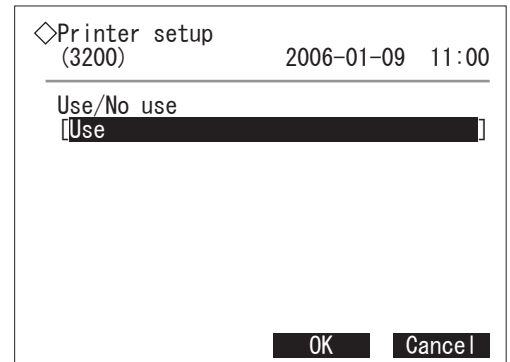 ◇Printer setup
(3200) 2006-01-09 11:00
Use/No use
[Use ]
OK Cancel